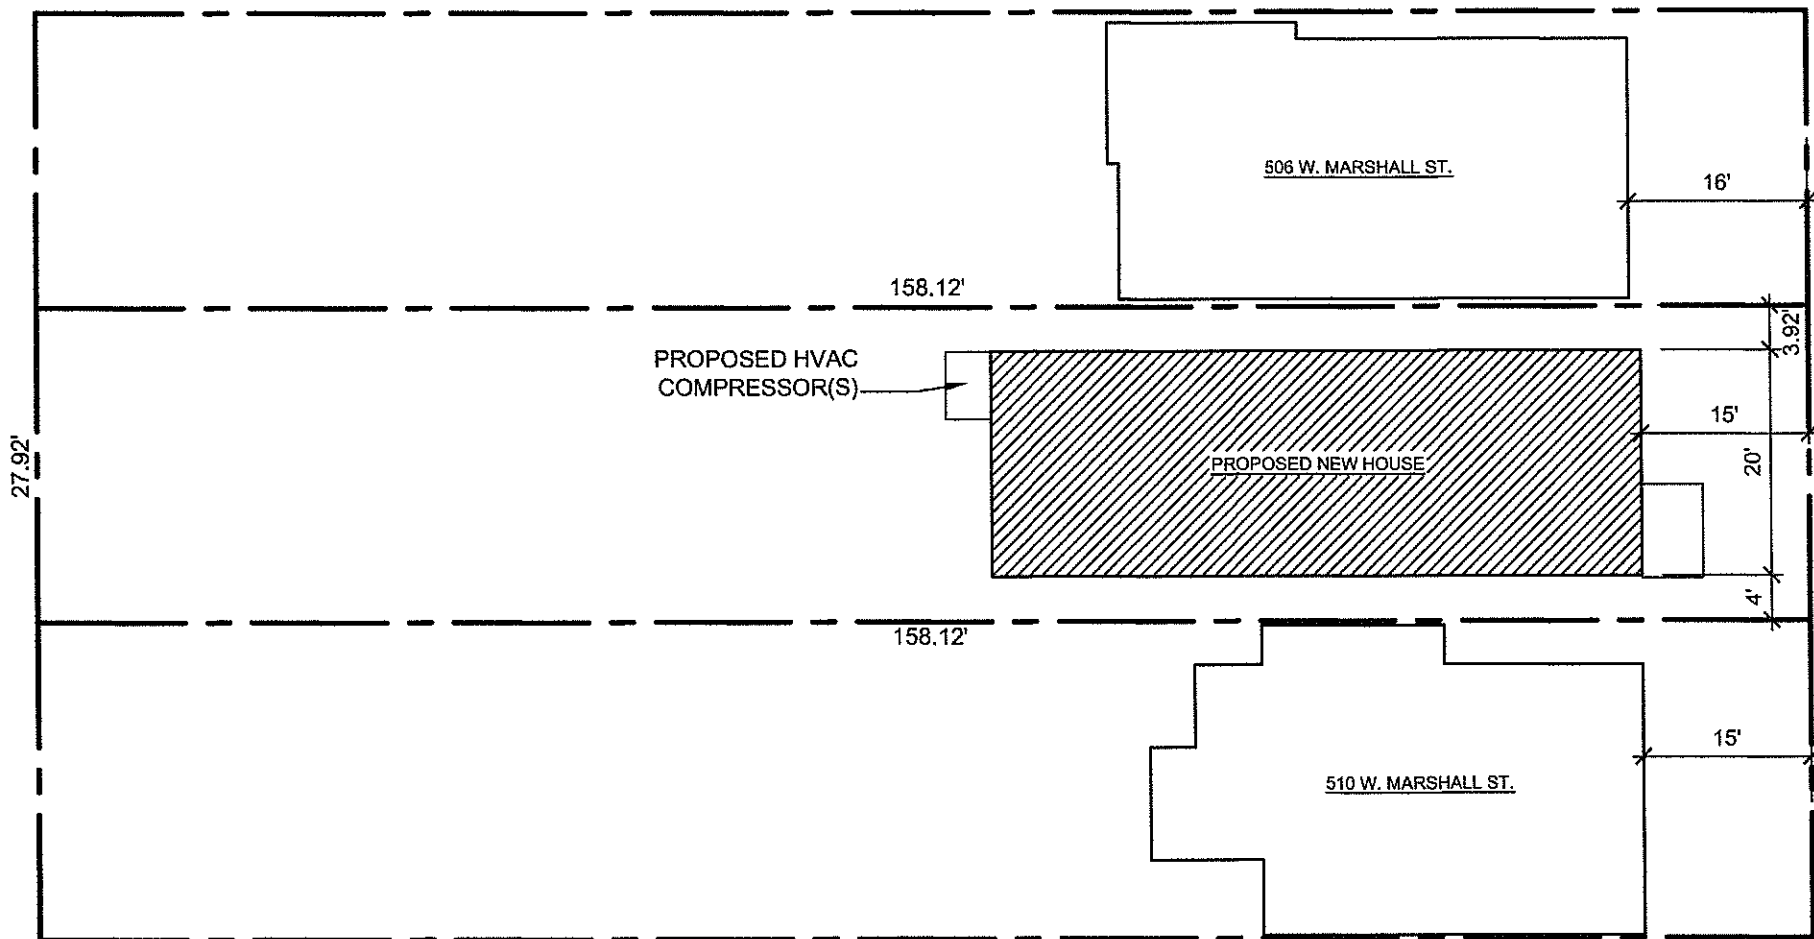 506 W. MARSHALL ST.
16'
158.12'
3.92'
PROPOSED HVAC
COMPRESSOR(S)
15'
27.92'
PROPOSED NEW HOUSE
20'
4'
158.12'
15'
510 W. MARSHALL ST.